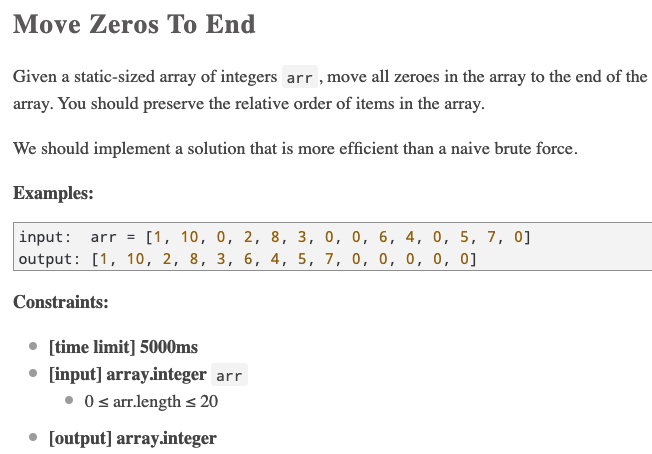 Move Zeros To End
Given a static-sized array of integers arr, move all zeroes in the array to the end of the
array. You should preserve the relative order of items in the array.
We should implement a solution that is more efficient than a naive brute force.
Examples:
input:  arr = [1, 10, 0, 2, 8, 3, 0, 0, 6, 4, 0, 5, 7, 0]
output: [1, 10, 2, 8, 3, 6, 4, 5, 7, 0, 0, 0, 0, 0]
Constraints:
[time limit] 5000ms
[input] array.integer arr
0 ≤ arr.length ≤ 20
[output] array.integer